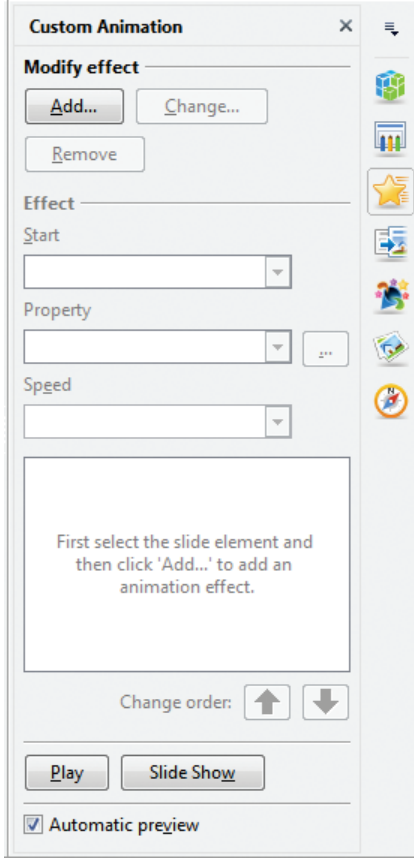 Custom Animation
Modify effect
Add... Change...
Remove
Effect
Start
Property
...
Speed
First select the slide element and
then click 'Add...' to add an
animation effect.
Change order:
Play Slide Show
Automatic preview
N